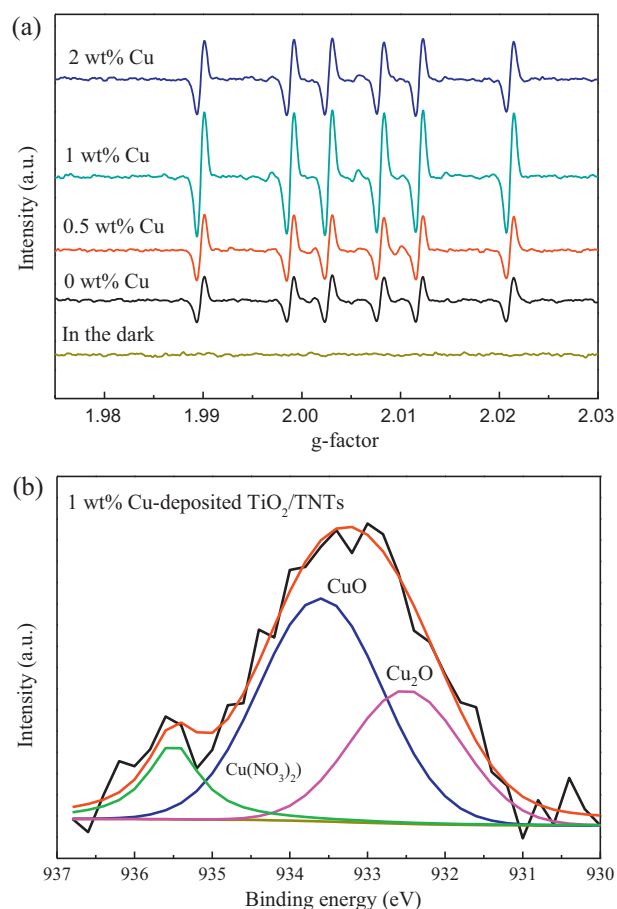 (a)
2 wt% Cu
1 wt% Cu
0.5 wt% Cu
0 wt% Cu
In the dark
Intensity (a.u.)
1.98 1.99 2.00 2.01 2.02 2.03
g-factor
(b)
1 wt% Cu-deposited TiO₂/TNTs
CuO
Cu₂O
Cu(NO₃)₂)
Intensity (a.u.)
937 936 935 934 933 932 931 930
Binding energy (eV)